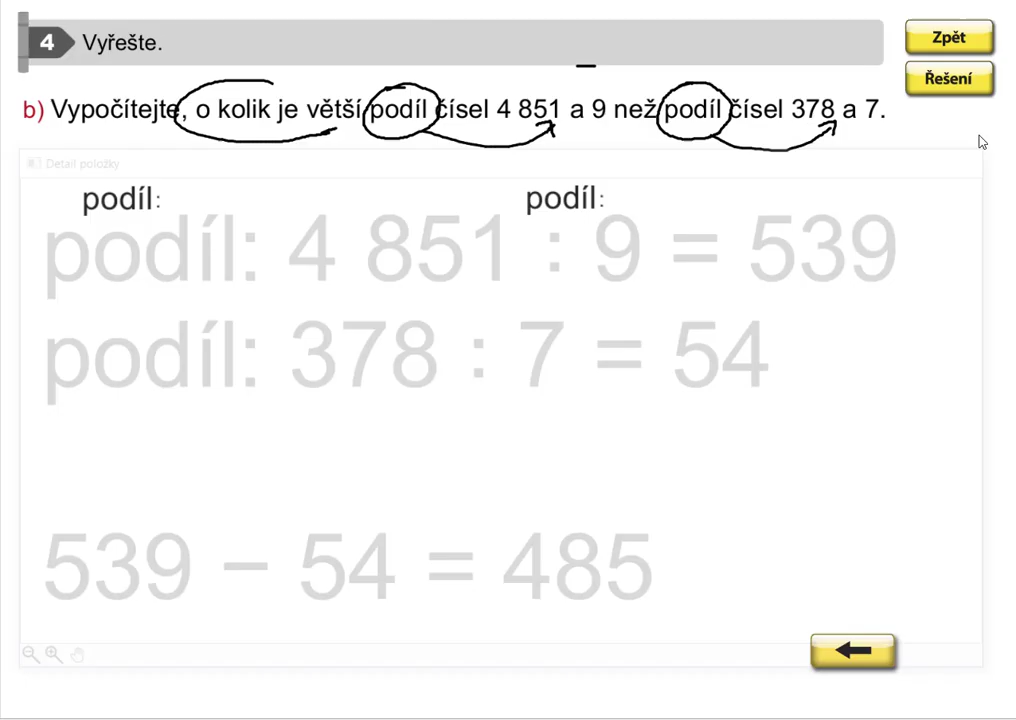 4 Vyřešte.
Zpět
Řešení
b) Vypočítejte, o kolik je větší podíl čísel 4 851 a 9 než podíl čísel 378 a 7.
Detail položky
podíl: podíl:
podíl: 4 851 : 9 = 539
podíl: 378 : 7 = 54
539 − 54 = 485